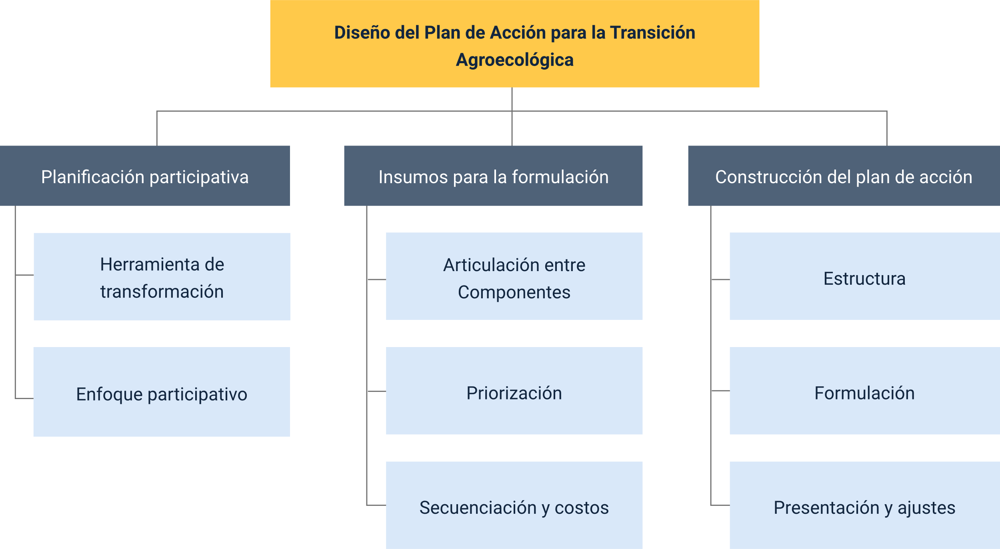 Diseño del Plan de Acción para la Transición
Agroecológica
Planificación participativa
Herramienta de
transformación
Enfoque participativo
Insumos para la formulación
Articulación entre
Componentes
Priorización
Secuenciación y costos
Construcción del plan de acción
Estructura
Formulación
Presentación y ajustes